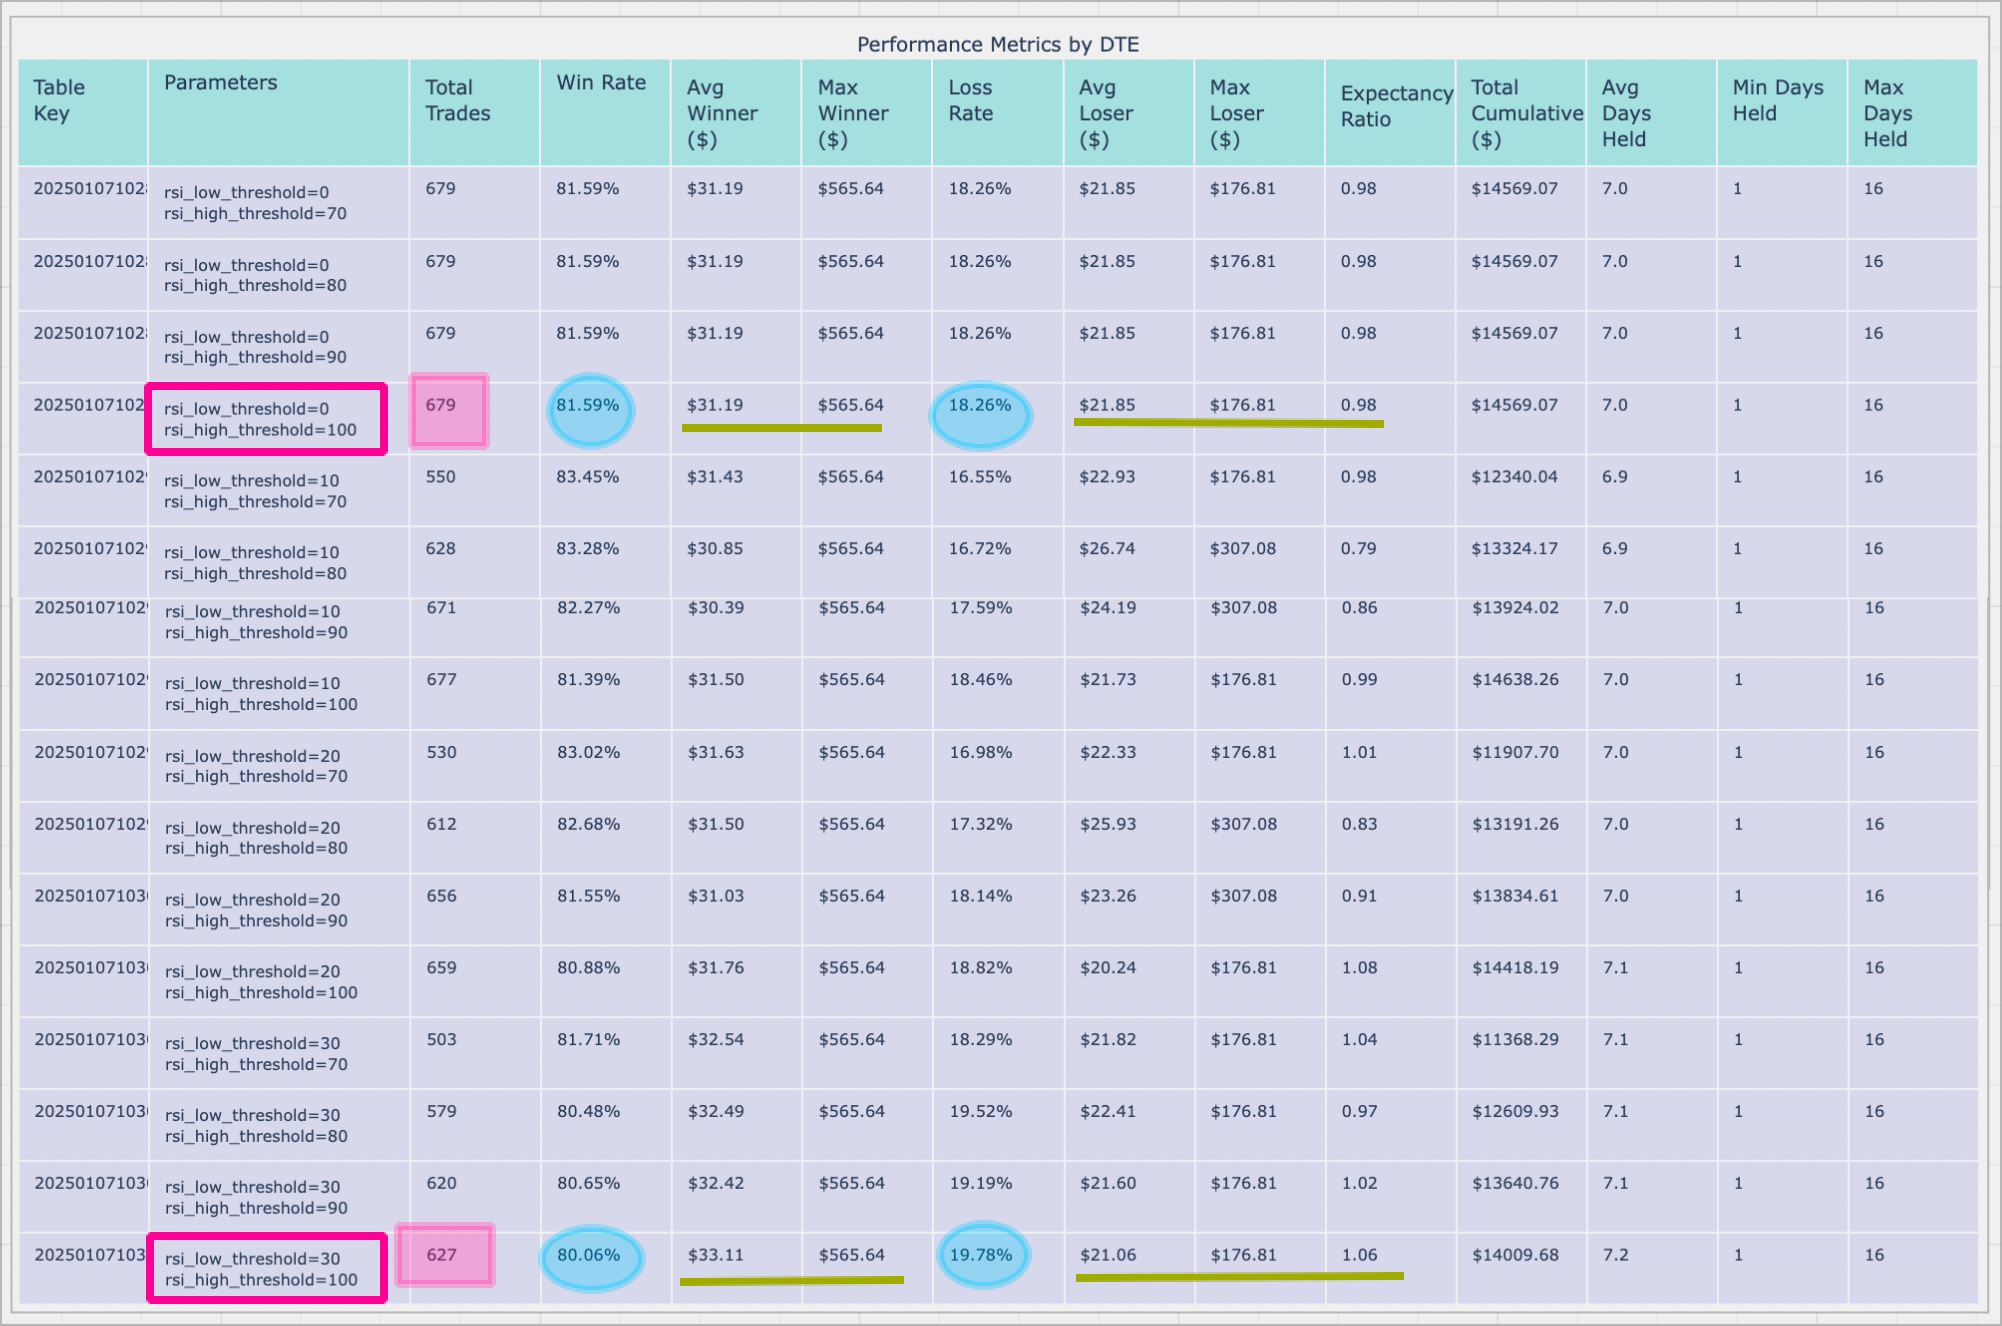 Performance Metrics by DTE
Table Key Parameters Total Trades Win Rate Avg Winner ($) Max Winner ($) Loss Rate Avg Loser ($) Max Loser ($) Expectancy Ratio Total Cumulative ($) Avg Days Held Min Days Held Max Days Held
202501071028 rsi_low_threshold=0 679 81.59% $31.19 $565.64 18.26% $21.85 $176.81 0.98 $14569.07 7.0 1 16
rsi_high_threshold=70
202501071028 rsi_low_threshold=0 679 81.59% $31.19 $565.64 18.26% $21.85 $176.81 0.98 $14569.07 7.0 1 16
rsi_high_threshold=80
202501071028 rsi_low_threshold=0 679 81.59% $31.19 $565.64 18.26% $21.85 $176.81 0.98 $14569.07 7.0 1 16
rsi_high_threshold=90
20250107102 rsi_low_threshold=0 679 81.59% $31.19 $565.64 18.26% $21.85 $176.81 0.98 $14569.07 7.0 1 16
rsi_high_threshold=100
202501071029 rsi_low_threshold=10 550 83.45% $31.43 $565.64 16.55% $22.93 $176.81 0.98 $12340.04 6.9 1 16
rsi_high_threshold=70
202501071029 rsi_low_threshold=10 628 83.28% $30.85 $565.64 16.72% $26.74 $307.08 0.79 $13324.17 6.9 1 16
rsi_high_threshold=80
202501071029 rsi_low_threshold=10 671 82.27% $30.39 $565.64 17.59% $24.19 $307.08 0.86 $13924.02 7.0 1 16
rsi_high_threshold=90
202501071029 rsi_low_threshold=10 677 81.39% $31.50 $565.64 18.46% $21.73 $176.81 0.99 $14638.26 7.0 1 16
rsi_high_threshold=100
202501071029 rsi_low_threshold=20 530 83.02% $31.63 $565.64 16.98% $22.33 $176.81 1.01 $11907.70 7.0 1 16
rsi_high_threshold=70
202501071029 rsi_low_threshold=20 612 82.68% $31.50 $565.64 17.32% $25.93 $307.08 0.83 $13191.26 7.0 1 16
rsi_high_threshold=80
202501071030 rsi_low_threshold=20 656 81.55% $31.03 $565.64 18.14% $23.26 $307.08 0.91 $13834.61 7.0 1 16
rsi_high_threshold=90
202501071030 rsi_low_threshold=20 659 80.88% $31.76 $565.64 18.82% $20.24 $176.81 1.08 $14418.19 7.1 1 16
rsi_high_threshold=100
202501071030 rsi_low_threshold=30 503 81.71% $32.54 $565.64 18.29% $21.82 $176.81 1.04 $11368.29 7.1 1 16
rsi_high_threshold=70
202501071030 rsi_low_threshold=30 579 80.48% $32.49 $565.64 19.52% $22.41 $176.81 0.97 $12609.93 7.1 1 16
rsi_high_threshold=80
202501071030 rsi_low_threshold=30 620 80.65% $32.42 $565.64 19.19% $21.60 $176.81 1.02 $13640.76 7.1 1 16
rsi_high_threshold=90
20250107103 rsi_low_threshold=30 627 80.06% $33.11 $565.64 19.78% $21.06 $176.81 1.06 $14009.68 7.2 1 16
rsi_high_threshold=100